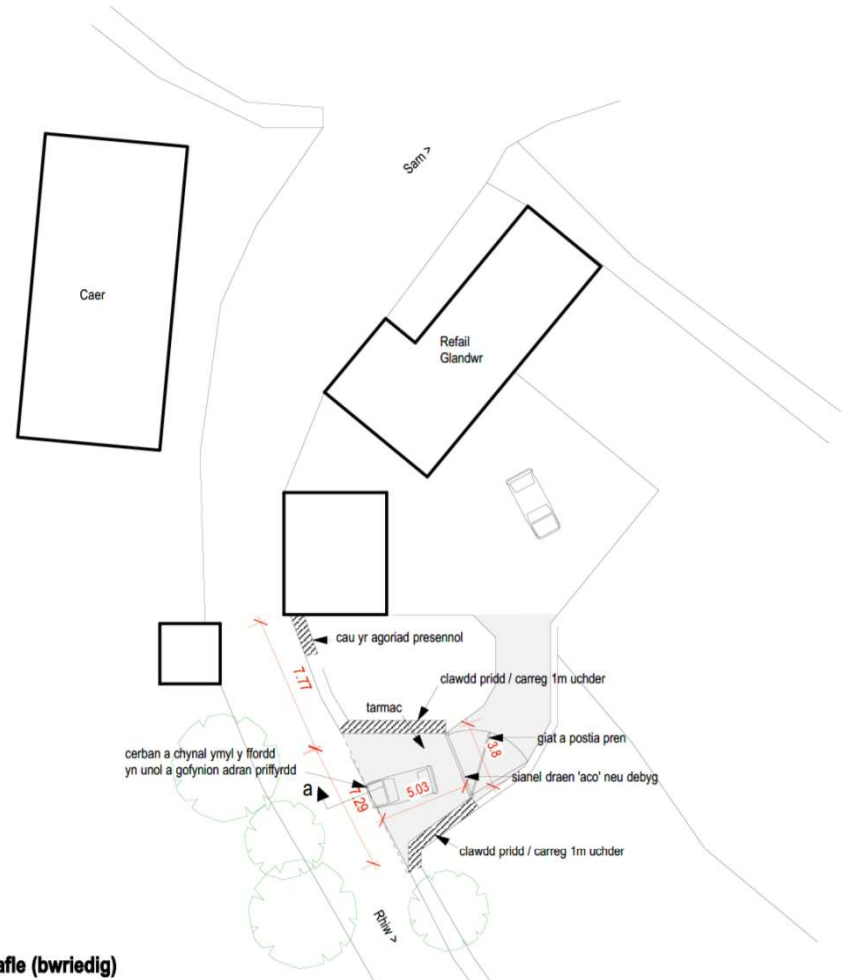 Sarn >
Caer
Refail
Glandwr
cau yr agoriad presennol
7.77
clawdd pridd / carreg 1m uchder
tarmac
giat a postia pren
3.8
cerban a chynal ymyl y ffordd
yn unol a gofynion adran priffyrdd
sianel draen 'aco' neu debyg
a
7.29
5.03
clawdd pridd / carreg 1m uchder
Rhiw >
afle (bwriedig)